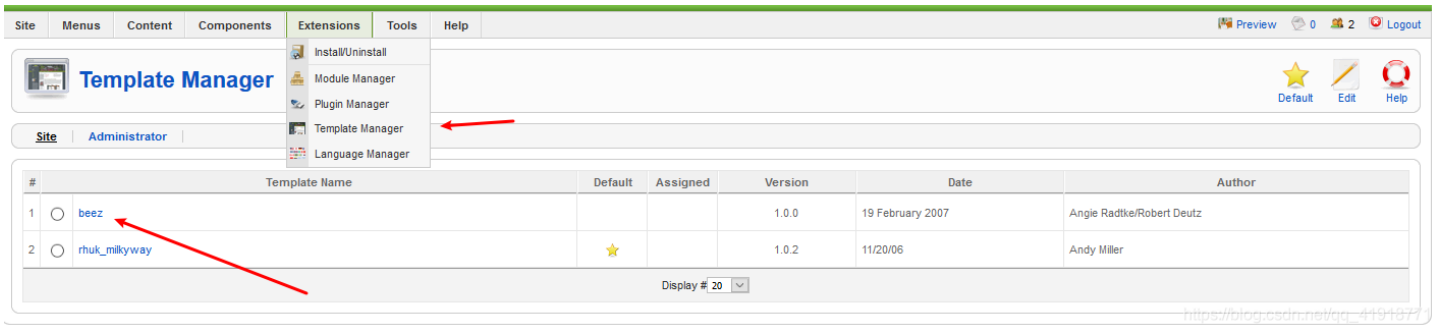 Site Menus Content Components Extensions Tools Help Preview 0 2 Logout
Install/Uninstall
Template Manager
Module Manager
Plugin Manager
Template Manager
Language Manager
Default Edit Help
Site Administrator
# Template Name Default Assigned Version Date Author
1 beez 1.0.0 19 February 2007 Angie Radtke/Robert Deutz
2 rhuk_milkyway 1.0.2 11/20/06 Andy Miller
Display # 20
https://blog.csdn.net/qq_41918771